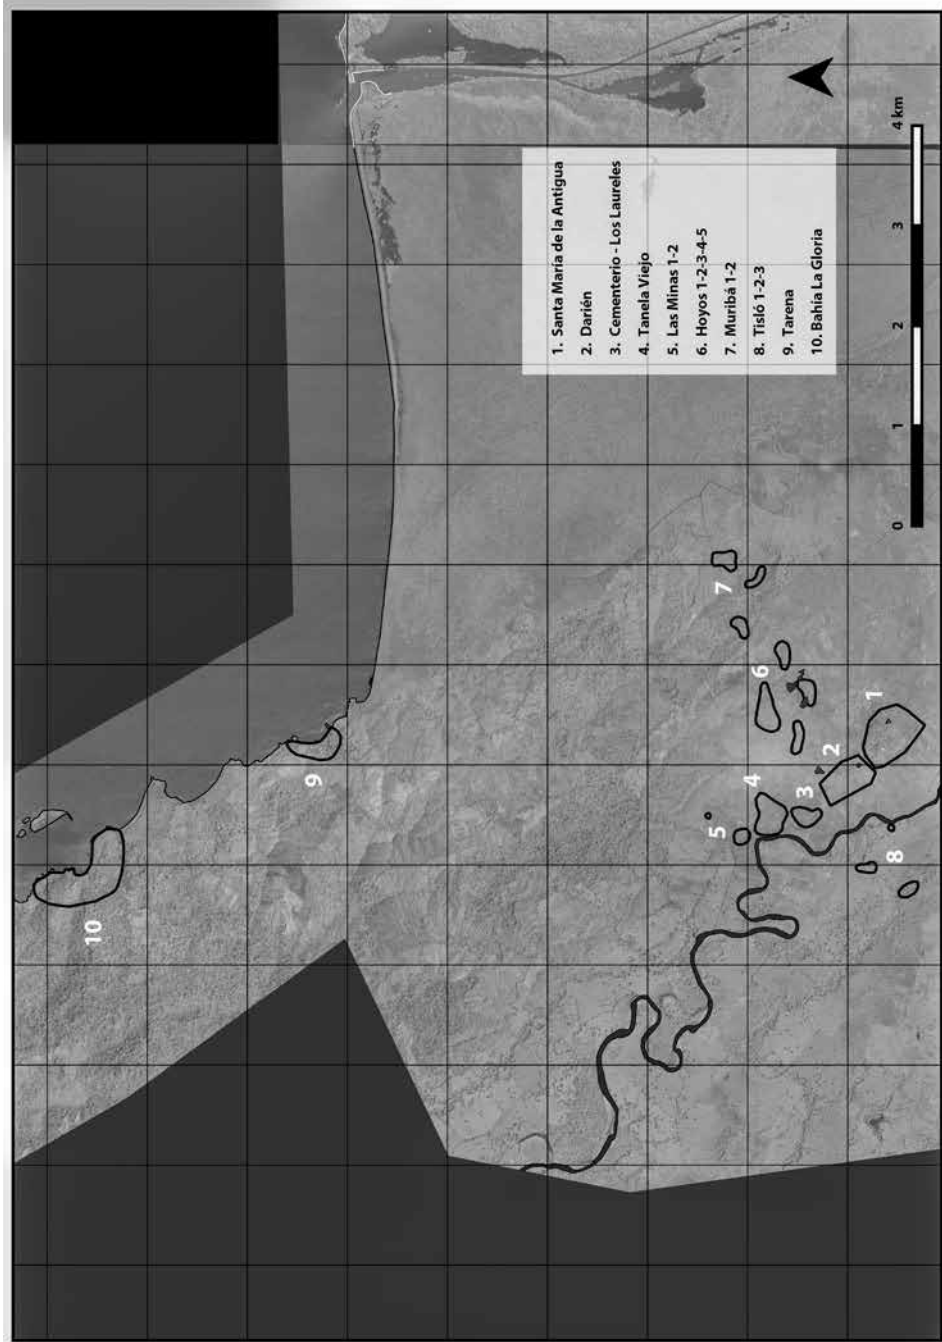 1. Santa María de la Antigua
2. Darién
3. Cementerio - Los Laureles
4. Tanela Viejo
5. Las Minas 1-2
6. Hoyos 1-2-3-4-5
7. Muribá 1-2
8. Tisló 1-2-3
9. Tarena
10. Bahía La Gloria
0 1 2 3 4 km
10
9
7
6
5
4
3
2
1
8